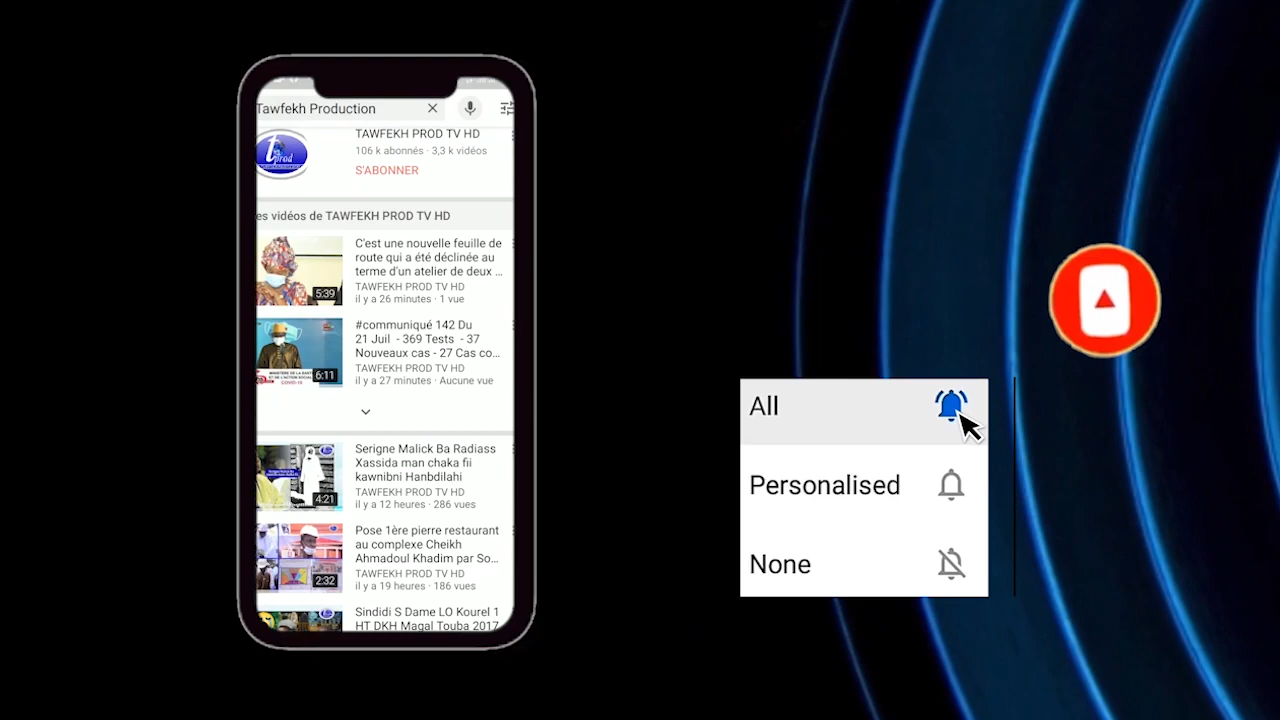 Tawfekh Production
TAWFEKH PROD TV HD
106 k abonnés · 3,3 k vidéos
S'ABONNER
tprod
es vidéos de TAWFEKH PROD TV HD
C'est une nouvelle feuille de
route qui a été déclinée au
terme d'un atelier de deux ...
TAWFEKH PROD TV HD
il y a 26 minutes · 1 vue
5:39
#communiqué 142 Du
21 Juil - 369 Tests - 37
Nouveaux cas - 27 Cas co...
TAWFEKH PROD TV HD
il y a 27 minutes · Aucune vue
6:11
Serigne Malick Ba Radiass
Xassida man chaka fii
kawnibni Hanbdilahi
TAWFEKH PROD TV HD
il y a 12 heures · 286 vues
4:21
Pose 1ère pierre restaurant
au complexe Cheikh
Ahmadoul Khadim par So...
TAWFEKH PROD TV HD
il y a 19 heures · 186 vues
2:32
Sindidi S Dame LO Kourel 1
HT DKH Magal Touba 2017
All
Personalised
None